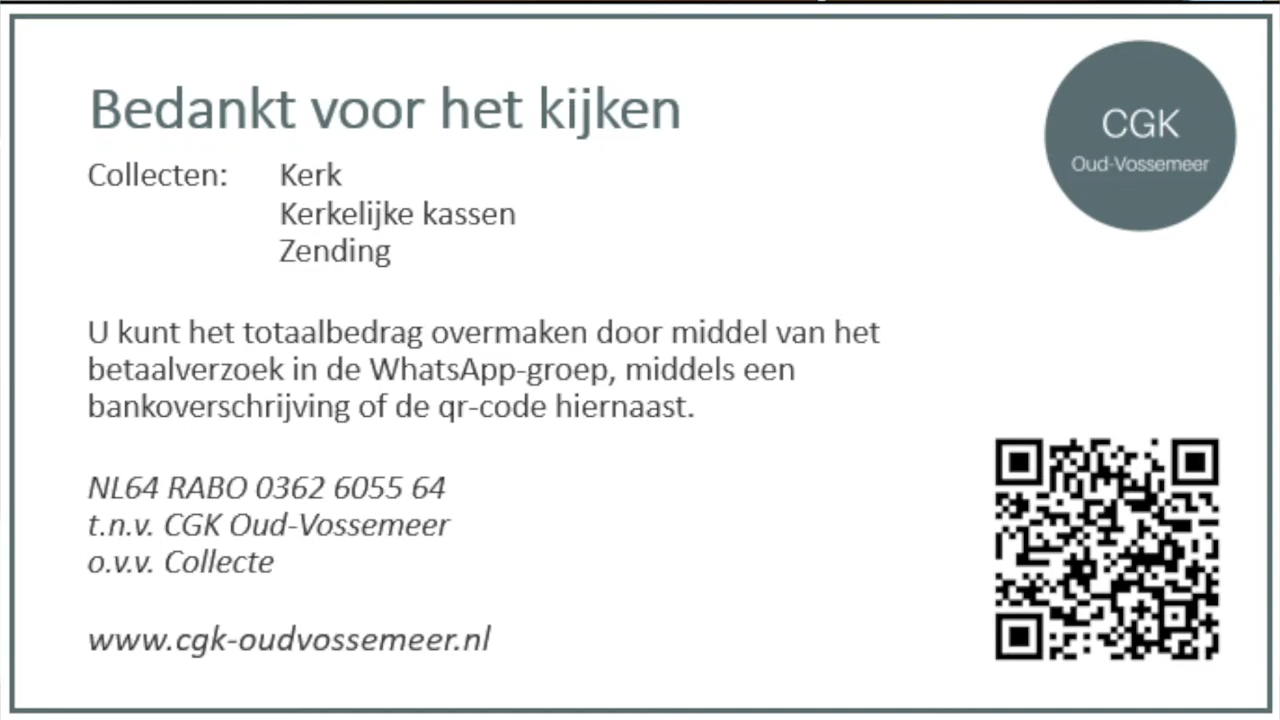 Bedankt voor het kijken
CGK
Oud-Vossemeer
Collecten: Kerk
Kerkelijke kassen
Zending
U kunt het totaalbedrag overmaken door middel van het
betaalverzoek in de WhatsApp-groep, middels een
bankoverschrijving of de qr-code hiernaast.
NL64 RABO 0362 6055 64
t.n.v. CGK Oud-Vossemeer
o.v.v. Collecte
www.cgk-oudvossemeer.nl